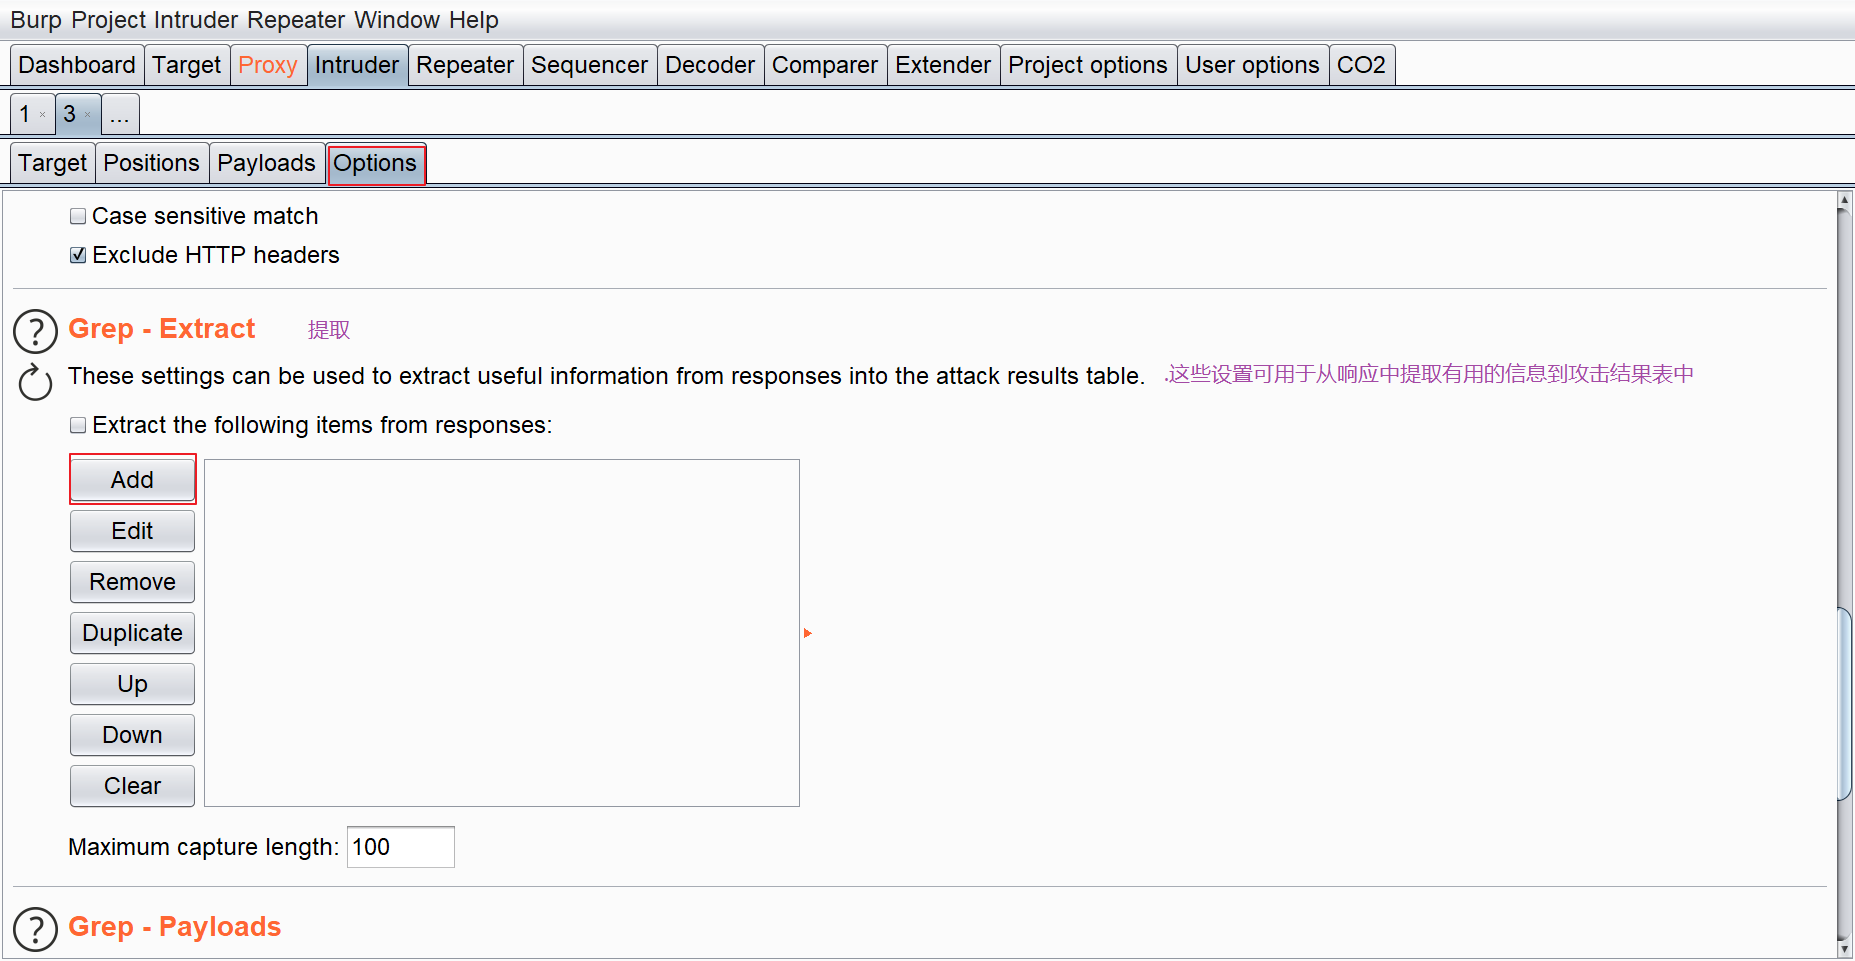 Burp Project Intruder Repeater Window Help
Dashboard Target Proxy Intruder Repeater Sequencer Decoder Comparer Extender Project options User options CO2
1 × 3 × ...
Target Positions Payloads Options
Case sensitive match
Exclude HTTP headers
? Grep - Extract 提取
These settings can be used to extract useful information from responses into the attack results table. .这些设置可用于从响应中提取有用的信息到攻击结果表中
Extract the following items from responses:
Add
Edit
Remove
Duplicate
Up
Down
Clear
Maximum capture length: 100
? Grep - Payloads